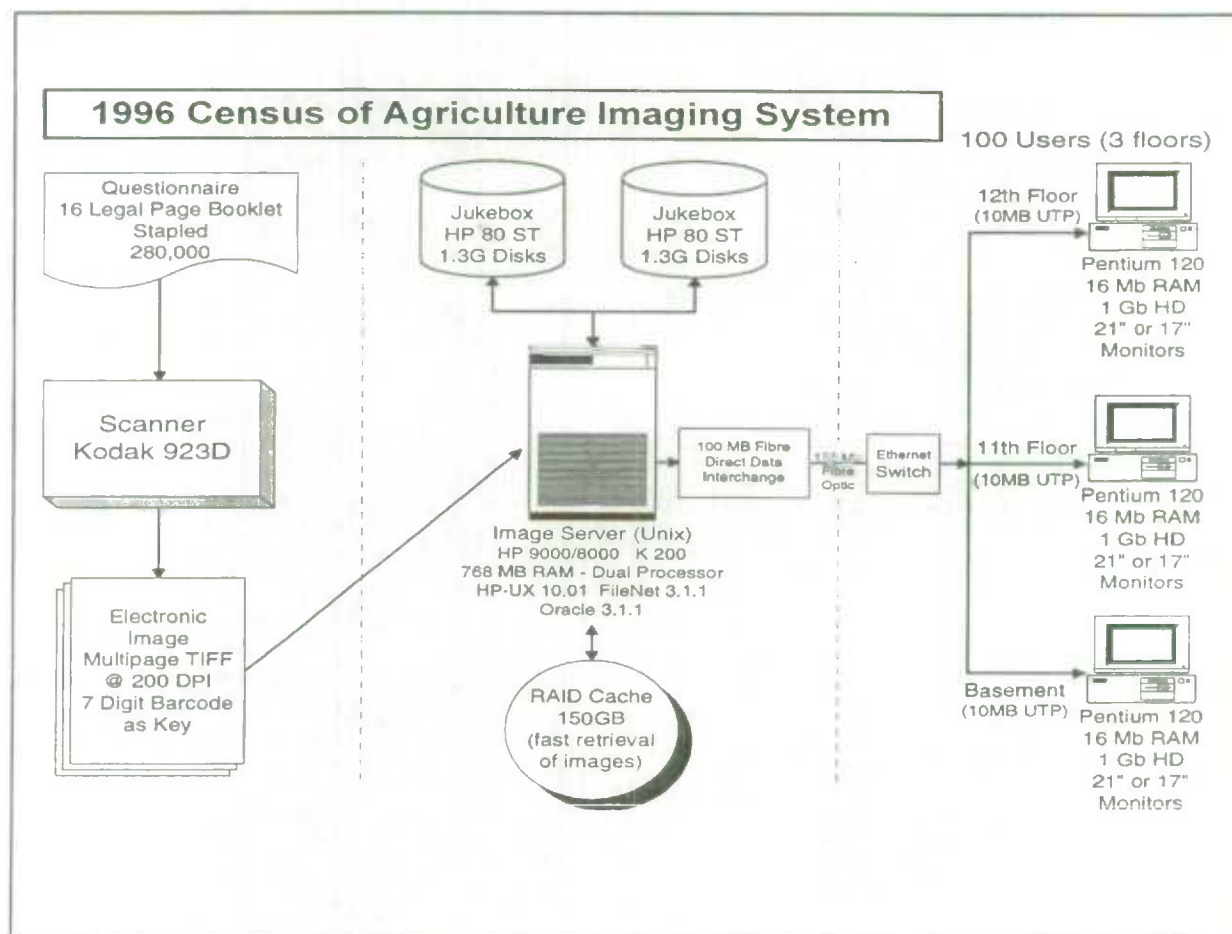 1996 Census of Agriculture Imaging System
Questionnaire
16 Legal Page Booklet
Stapled
280,000
Scanner
Kodak 923D
Electronic
Image
Multipage TIFF
@ 200 DPI
7 Digit Barcode
as Key
Jukebox
HP 80 ST
1.3G Disks
Jukebox
HP 80 ST
1.3G Disks
Image Server (Unix)
HP 9000/8000 K 200
768 MB RAM - Dual Processor
HP-UX 10.01 FileNet 3.1.1
Oracle 3.1.1
RAID Cache
150GB
(fast retrieval
of images)
100 MB Fibre
Direct Data
Interchange
Fibre
Optic
Ethernet
Switch
100 Users (3 floors)
12th Floor
(10MB UTP)
Pentium 120
16 Mb RAM
1 Gb HD
21" or 17"
Monitors
11th Floor
(10MB UTP)
Pentium 120
16 Mb RAM
1 Gb HD
21" or 17"
Monitors
Basement
(10MB UTP)
Pentium 120
16 Mb RAM
1 Gb HD
21" or 17"
Monitors